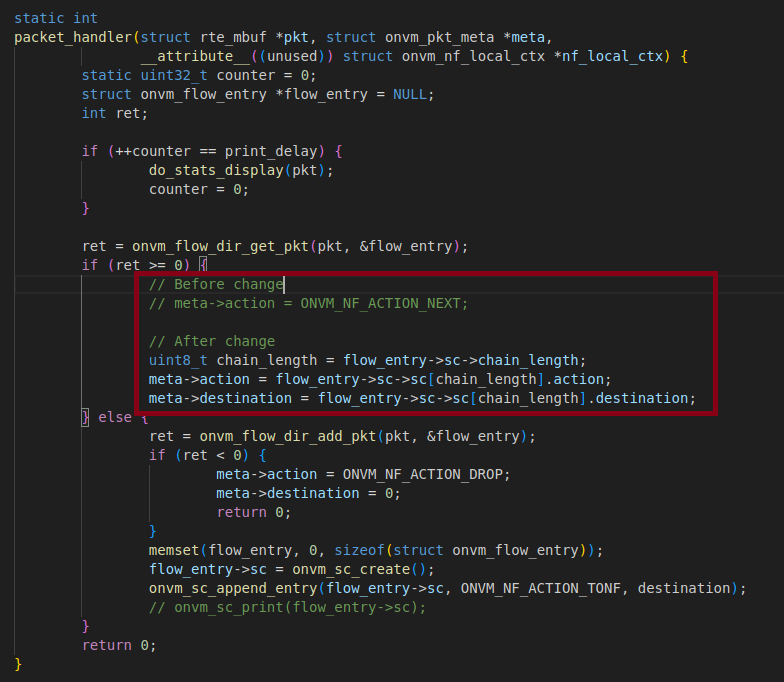 static int
packet_handler(struct rte_mbuf *pkt, struct onvm_pkt_meta *meta,
               __attribute__((unused)) struct onvm_nf_local_ctx *nf_local_ctx) {
        static uint32_t counter = 0;
        struct onvm_flow_entry *flow_entry = NULL;
        int ret;

        if (++counter == print_delay) {
                do_stats_display(pkt);
                counter = 0;
        }

        ret = onvm_flow_dir_get_pkt(pkt, &flow_entry);
        if (ret >= 0) {
                // Before change
                // meta->action = ONVM_NF_ACTION_NEXT;

                // After change
                uint8_t chain_length = flow_entry->sc->chain_length;
                meta->action = flow_entry->sc->sc[chain_length].action;
                meta->destination = flow_entry->sc->sc[chain_length].destination;
        } else {
                ret = onvm_flow_dir_add_pkt(pkt, &flow_entry);
                if (ret < 0) {
                        meta->action = ONVM_NF_ACTION_DROP;
                        meta->destination = 0;
                        return 0;
                }
                memset(flow_entry, 0, sizeof(struct onvm_flow_entry));
                flow_entry->sc = onvm_sc_create();
                onvm_sc_append_entry(flow_entry->sc, ONVM_NF_ACTION_TONF, destination);
                // onvm_sc_print(flow_entry->sc);
        }
        return 0;
}